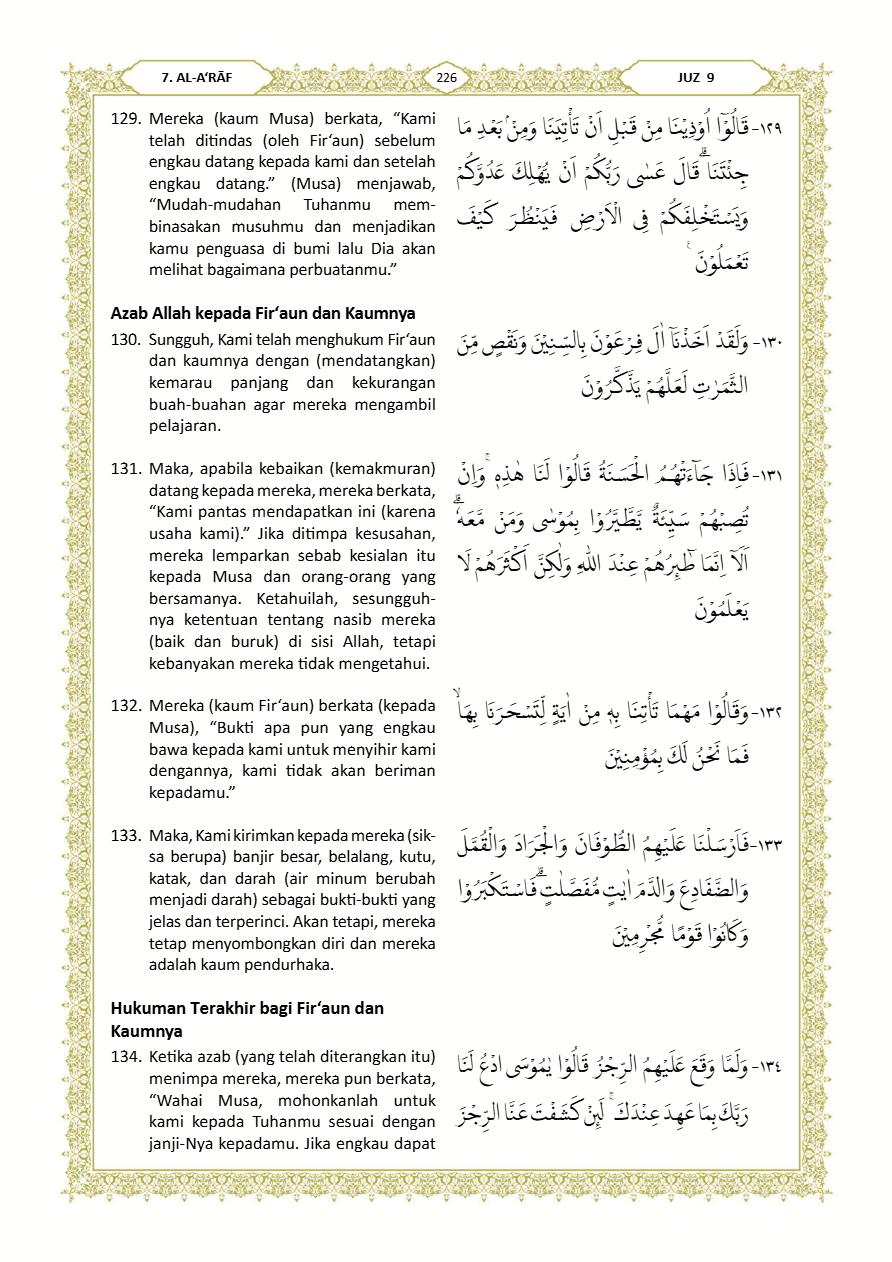 7. AL-A‘RĀF
226
JUZ 9
129. Mereka (kaum Musa) berkata, “Kami
telah ditindas (oleh Fir‘aun) sebelum
engkau datang kepada kami dan setelah
engkau datang.” (Musa) menjawab,
“Mudah-mudahan Tuhanmu mem-
binasakan musuhmu dan menjadikan
kamu penguasa di bumi lalu Dia akan
melihat bagaimana perbuatanmu.”
١٢٩- قَالُوْٓا اُوْذِيْنَا مِنْ قَبْلِ اَنْ تَأْتِيَنَا وَمِنْۢ بَعْدِ مَا
جِئْتَنَا ۗ قَالَ عَسٰى رَبُّكُمْ اَنْ يُّهْلِكَ عَدُوَّكُمْ
وَيَسْتَخْلِفَكُمْ فِى الْاَرْضِ فَيَنْظُرَ كَيْفَ
تَعْمَلُوْنَ ࣖ
Azab Allah kepada Fir‘aun dan Kaumnya
130. Sungguh, Kami telah menghukum Fir‘aun
dan kaumnya dengan (mendatangkan)
kemarau panjang dan kekurangan
buah-buahan agar mereka mengambil
pelajaran.
١٣٠- وَلَقَدْ اَخَذْنَآ اٰلَ فِرْعَوْنَ بِالسِّنِيْنَ وَنَقْصٍ مِّنَ
الثَّمَرٰتِ لَعَلَّهُمْ يَذَّكَّرُوْنَ
131. Maka, apabila kebaikan (kemakmuran)
datang kepada mereka, mereka berkata,
“Kami pantas mendapatkan ini (karena
usaha kami).” Jika ditimpa kesusahan,
mereka lemparkan sebab kesialan itu
kepada Musa dan orang-orang yang
bersamanya. Ketahuilah, sesungguh-
nya ketentuan tentang nasib mereka
(baik dan buruk) di sisi Allah, tetapi
kebanyakan mereka tidak mengetahui.
١٣١- فَاِذَا جَاۤءَتْهُمُ الْحَسَنَةُ قَالُوْا لَنَا هٰذِهٖ ۚ وَاِنْ
تُصِبْهُمْ سَيِّئَةٌ يَّطَّيَّرُوْا بِمُوْسٰى وَمَنْ مَّعَهٗ ۗ
اَلَآ اِنَّمَا طٰۤىِٕرُهُمْ عِنْدَ اللّٰهِ وَلٰكِنَّ اَكْثَرَهُمْ لَا
يَعْلَمُوْنَ
132. Mereka (kaum Fir‘aun) berkata (kepada
Musa), “Bukti apa pun yang engkau
bawa kepada kami untuk menyihir kami
dengannya, kami tidak akan beriman
kepadamu.”
١٣٢- وَقَالُوْا مَهْمَا تَأْتِنَا بِهٖ مِنْ اٰيَةٍ لِّتَسْحَرَنَا بِهَاۙ
فَمَا نَحْنُ لَكَ بِمُؤْمِنِيْنَ
133. Maka, Kami kirimkan kepada mereka (sik-
sa berupa) banjir besar, belalang, kutu,
katak, dan darah (air minum berubah
menjadi darah) sebagai bukti-bukti yang
jelas dan terperinci. Akan tetapi, mereka
tetap menyombongkan diri dan mereka
adalah kaum pendurhaka.
١٣٣- فَاَرْسَلْنَا عَلَيْهِمُ الطُّوْفَانَ وَالْجَرَادَ وَالْقُمَّلَ
وَالضَّفَادِعَ وَالدَّمَ اٰيٰتٍ مُّفَصَّلٰتٍۗ فَاسْتَكْبَرُوْا
وَكَانُوْا قَوْمًا مُّجْرِمِيْنَ
Hukuman Terakhir bagi Fir‘aun dan
Kaumnya
134. Ketika azab (yang telah diterangkan itu)
menimpa mereka, mereka pun berkata,
“Wahai Musa, mohonkanlah untuk
kami kepada Tuhanmu sesuai dengan
janji-Nya kepadamu. Jika engkau dapat
١٣٤- وَلَمَّا وَقَعَ عَلَيْهِمُ الرِّجْزُ قَالُوْا يٰمُوْسَى ادْعُ لَنَا
رَبَّكَ بِمَا عَهِدَ عِنْدَكَ ۚ لَىِٕنْ كَشَفْتَ عَنَّا الرِّجْزَ